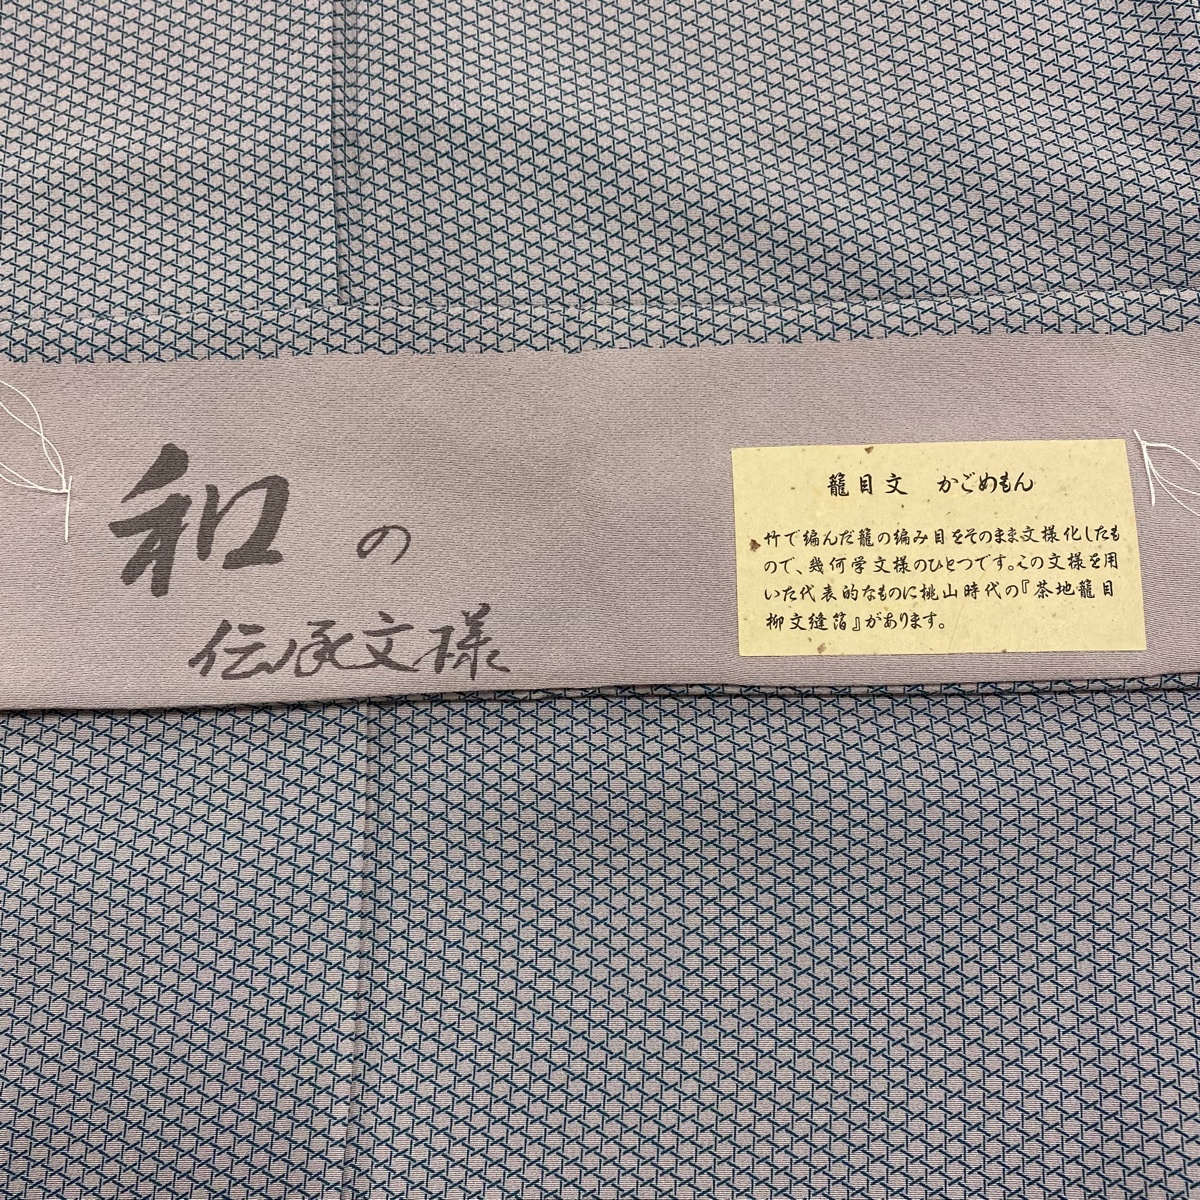 和の
伝承文様
籠目文 かごめもん
竹で編んだ籠の編み目をそのまま文様化したも
ので、幾何学文様のひとつです。この文様を用
いた代表的なものに桃山時代の『茶地籠目
柳文縫箔』があります。